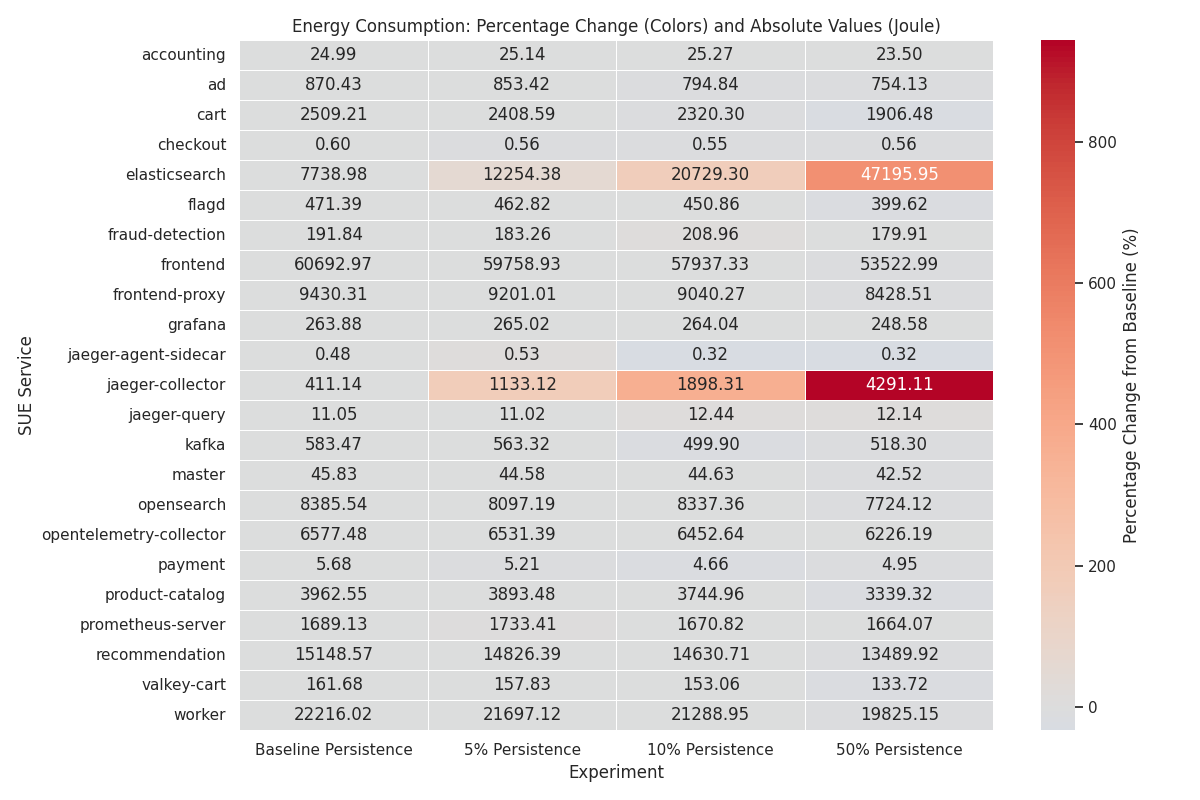 Energy Consumption: Percentage Change (Colors) and Absolute Values (Joule)
accounting 24.99 25.14 25.27 23.50
ad 870.43 853.42 794.84 754.13
cart 2509.21 2408.59 2320.30 1906.48
checkout 0.60 0.56 0.55 0.56
elasticsearch 7738.98 12254.38 20729.30 47195.95
flagd 471.39 462.82 450.86 399.62
fraud-detection 191.84 183.26 208.96 179.91
frontend 60692.97 59758.93 57937.33 53522.99
frontend-proxy 9430.31 9201.01 9040.27 8428.51
grafana 263.88 265.02 264.04 248.58
jaeger-agent-sidecar 0.48 0.53 0.32 0.32
jaeger-collector 411.14 1133.12 1898.31 4291.11
jaeger-query 11.05 11.02 12.44 12.14
kafka 583.47 563.32 499.90 518.30
master 45.83 44.58 44.63 42.52
opensearch 8385.54 8097.19 8337.36 7724.12
opentelemetry-collector 6577.48 6531.39 6452.64 6226.19
payment 5.68 5.21 4.66 4.95
product-catalog 3962.55 3893.48 3744.96 3339.32
prometheus-server 1689.13 1733.41 1670.82 1664.07
recommendation 15148.57 14826.39 14630.71 13489.92
valkey-cart 161.68 157.83 153.06 133.72
worker 22216.02 21697.12 21288.95 19825.15
Baseline Persistence 5% Persistence 10% Persistence 50% Persistence
Experiment
SUE Service
800
600
400
200
0
Percentage Change from Baseline (%)